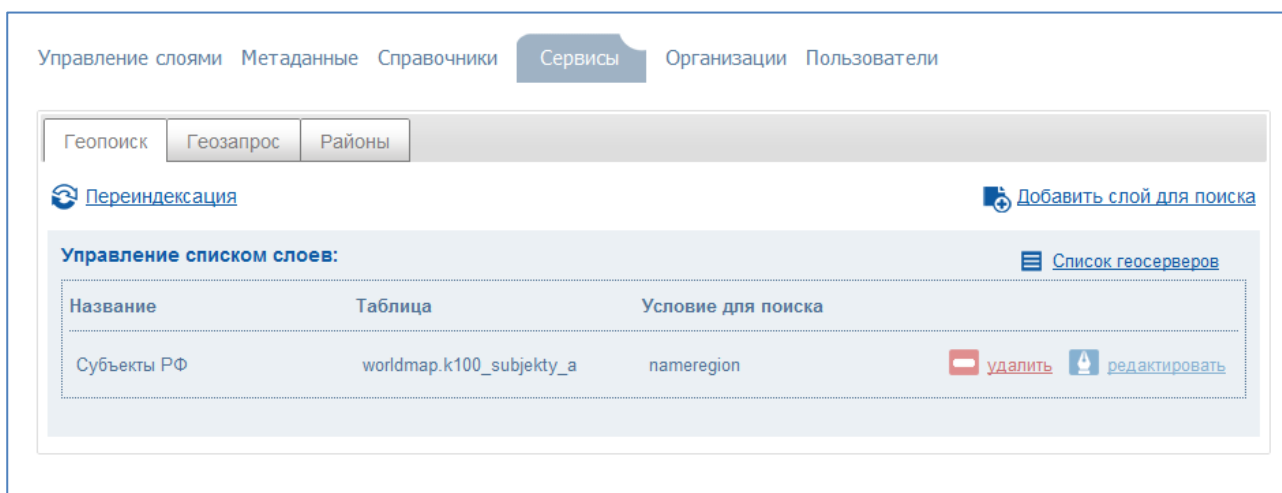 Управление слоями Метаданные Справочники Сервисы Организации Пользователи
Геопоиск Геозапрос Районы
Переиндексация Добавить слой для поиска
Управление списком слоев: Список геосерверов
Название Таблица Условие для поиска
Субъекты РФ worldmap.k100_subjekty_a nameregion удалить редактировать